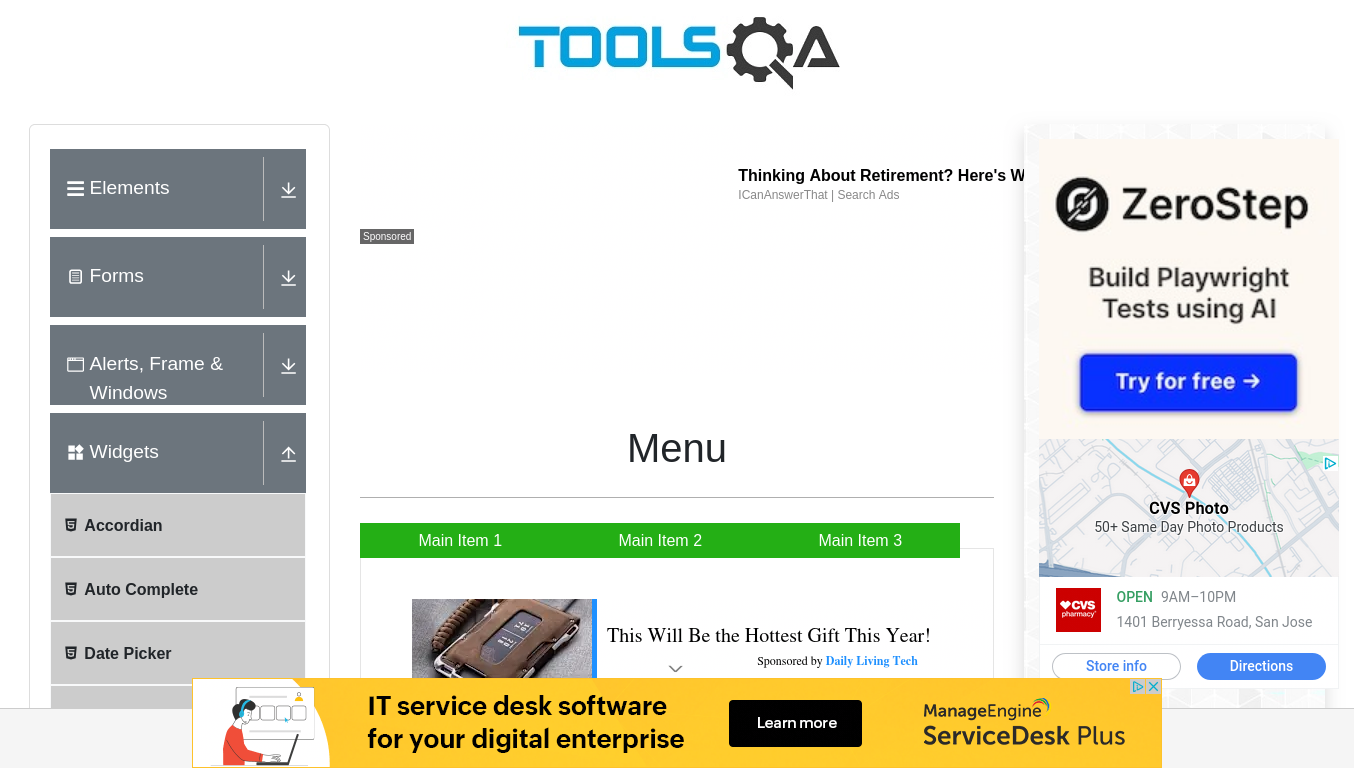 TOOLSQA
Elements
Forms
Alerts, Frame &
Windows
Widgets
Accordian
Auto Complete
Date Picker
Thinking About Retirement? Here's W
ICanAnswerThat | Search Ads
Sponsored
Menu
Main Item 1
Main Item 2
Main Item 3
This Will Be the Hottest Gift This Year!
Sponsored by Daily Living Tech
ZeroStep
Build Playwright
Tests using AI
Try for free →
CVS Photo
50+ Same Day Photo Products
CVS
pharmacy
OPEN 9AM–10PM
1401 Berryessa Road, San Jose
Store info
Directions
IT service desk software
for your digital enterprise
Learn more
ManageEngine
ServiceDesk Plus